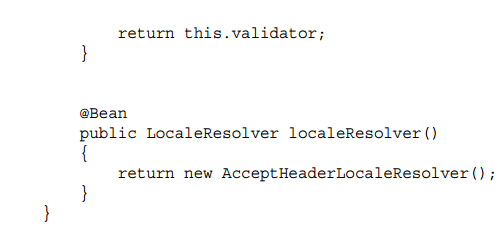 return this.validator;
}
@Bean
public LocaleResolver localeResolver()
{
return new AcceptHeaderLocaleResolver();
}
}